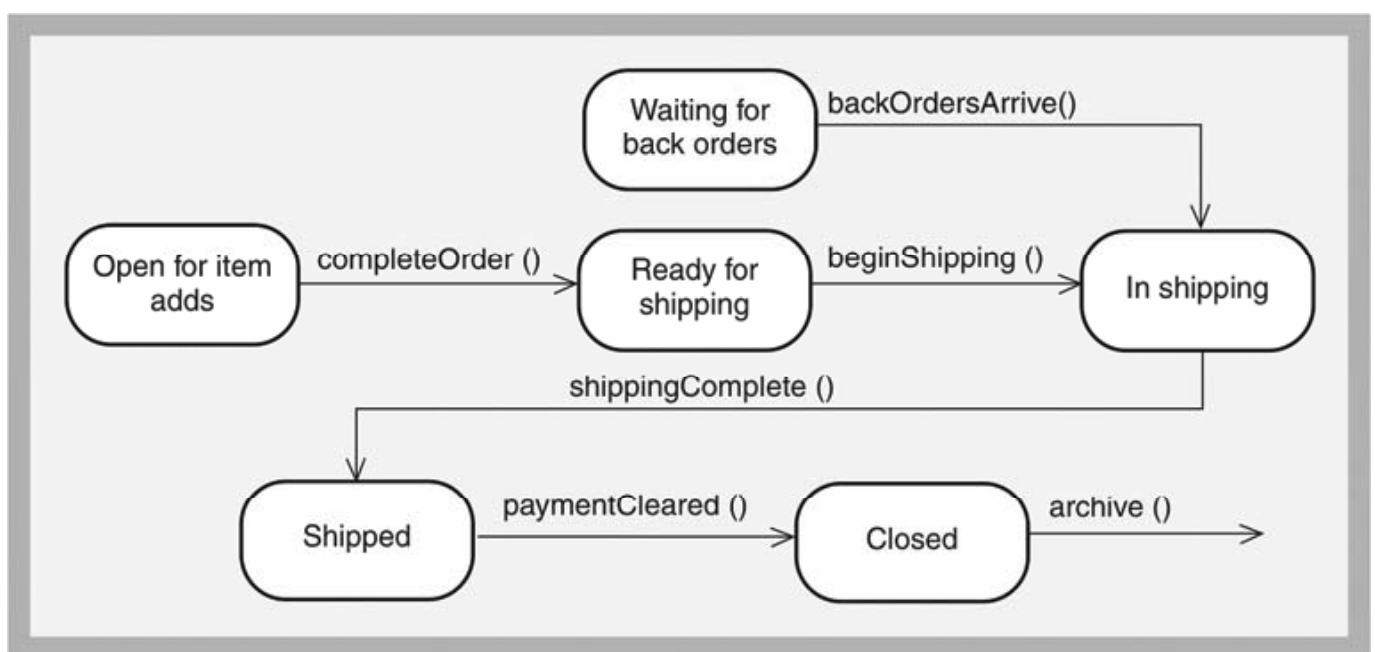 Waiting for
back orders
backOrdersArrive()
Open for item
adds
completeOrder ()
Ready for
shipping
beginShipping ()
In shipping
shippingComplete ()
Shipped
paymentCleared ()
Closed
archive ()